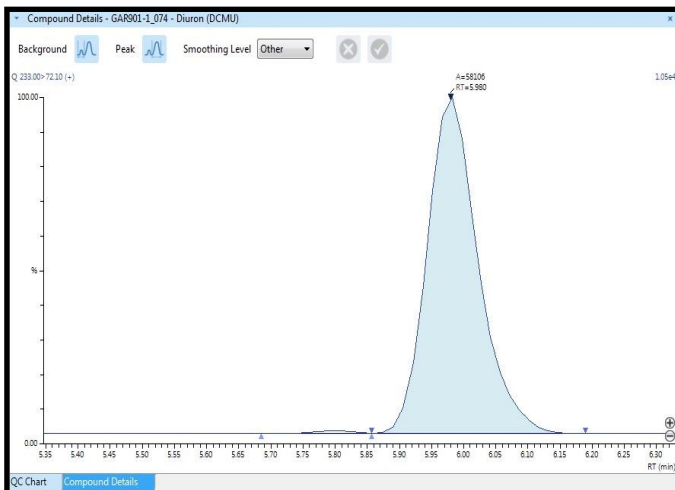 Compound Details - GAR901-1_074 - Diuron (DCMU)
Background Peak Smoothing Level Other
Q 233.00>72.10 (+) A=58106 1.05e4
RT=5.980
100.00
%
0.00
5.35 5.40 5.45 5.50 5.55 5.60 5.65 5.70 5.75 5.80 5.85 5.90 5.95 6.00 6.05 6.10 6.15 6.20 6.25 6.30
RT (min)
QC Chart Compound Details